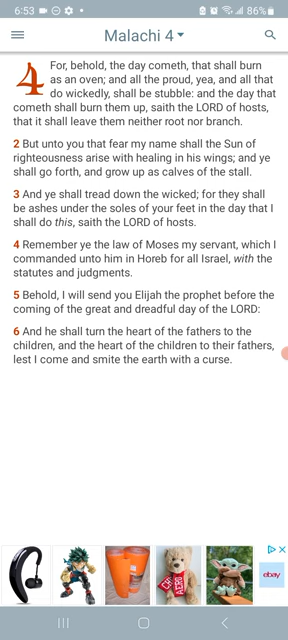 6:53
86%
Malachi 4
4 For, behold, the day cometh, that shall burn
as an oven; and all the proud, yea, and all that
do wickedly, shall be stubble: and the day that
cometh shall burn them up, saith the LORD of hosts,
that it shall leave them neither root nor branch.
2 But unto you that fear my name shall the Sun of
righteousness arise with healing in his wings; and ye
shall go forth, and grow up as calves of the stall.
3 And ye shall tread down the wicked; for they shall
be ashes under the soles of your feet in the day that I
shall do this, saith the LORD of hosts.
4 Remember ye the law of Moses my servant, which I
commanded unto him in Horeb for all Israel, with the
statutes and judgments.
5 Behold, I will send you Elijah the prophet before the
coming of the great and dreadful day of the LORD:
6 And he shall turn the heart of the fathers to the
children, and the heart of the children to their fathers,
lest I come and smite the earth with a curse.
ebay